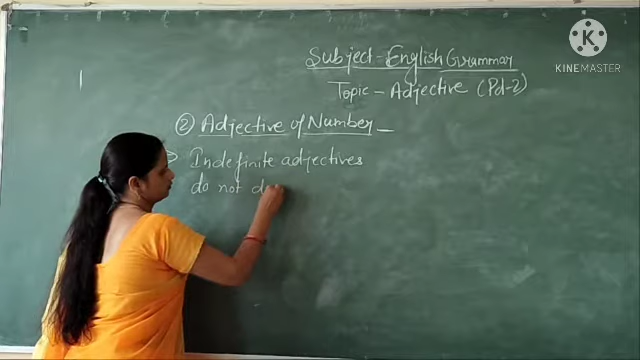 KINEMASTER
Subject - English Grammar
Topic - Adjective (Pd-2)
② Adjective of Number -
Indefinite adjectives
do not d